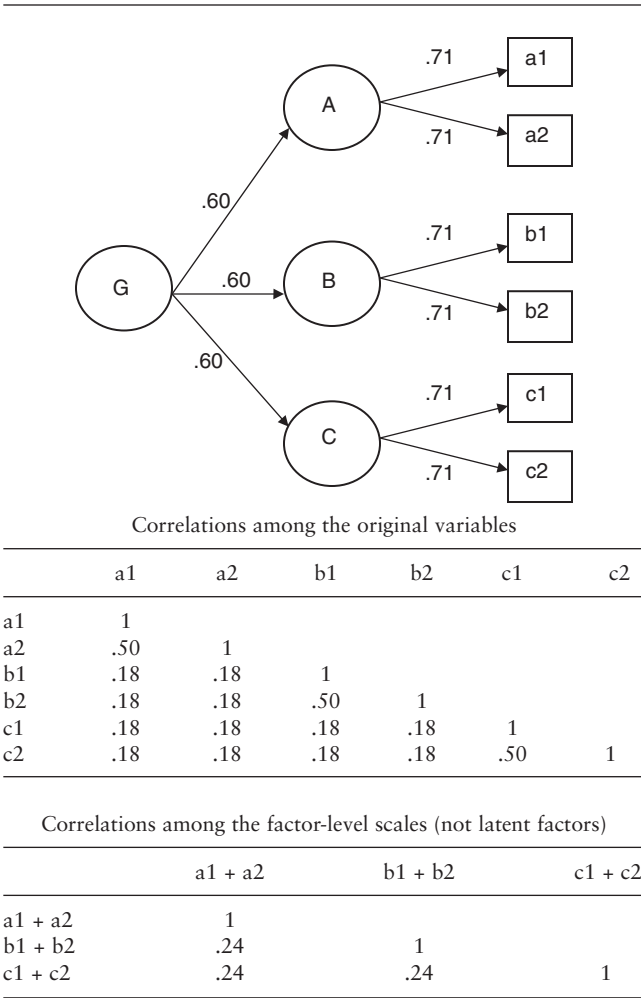 .71 a1
A
.71 a2
.60
.71 b1
G .60 B
.71 b2
.60
.71 c1
C
.71 c2
Correlations among the original variables
a1 a2 b1 b2 c1 c2
a1 1
a2 .50 1
b1 .18 .18 1
b2 .18 .18 .50 1
c1 .18 .18 .18 .18 1
c2 .18 .18 .18 .18 .50 1
Correlations among the factor-level scales (not latent factors)
a1 + a2 b1 + b2 c1 + c2
a1 + a2 1
b1 + b2 .24 1
c1 + c2 .24 .24 1